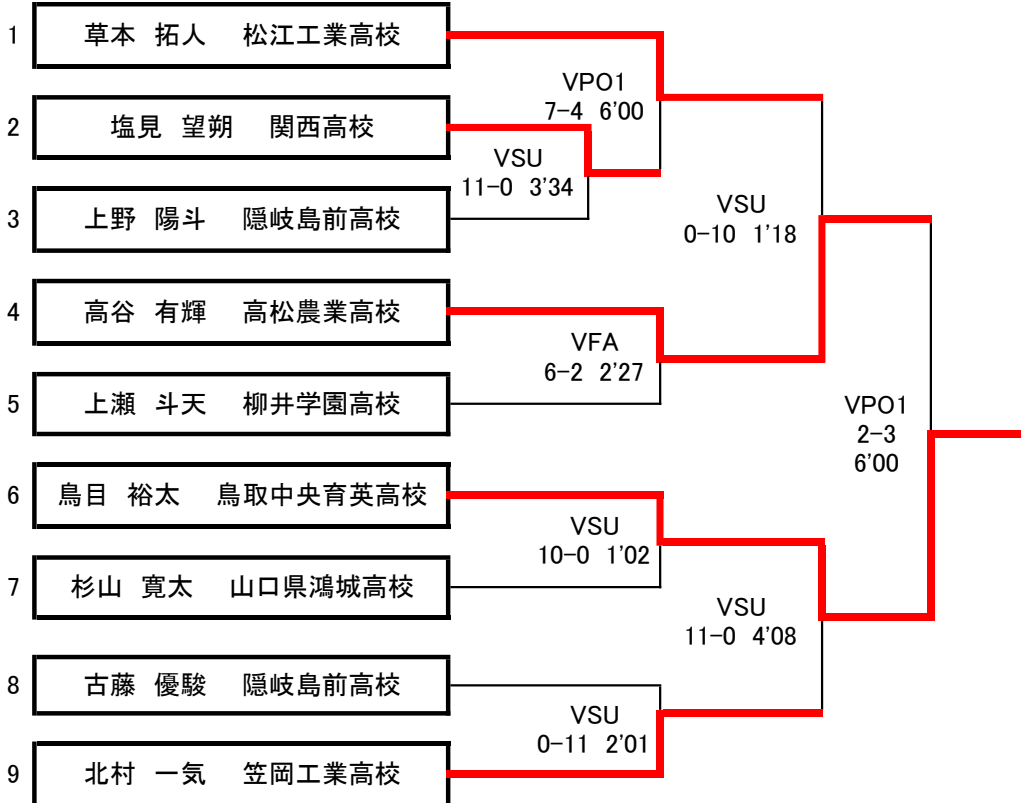 1 草本 拓人 松江工業高校
VPO1
7-4 6'00
2 塩見 望朔 関西高校
VSU
11-0 3'34
3 上野 陽斗 隠岐島前高校
VSU
0-10 1'18
4 高谷 有輝 高松農業高校
VFA
6-2 2'27
5 上瀬 斗天 柳井学園高校
VPO1
2-3
6'00
6 鳥目 裕太 鳥取中央育英高校
VSU
10-0 1'02
7 杉山 寛太 山口県鴻城高校
VSU
11-0 4'08
8 古藤 優駿 隠岐島前高校
VSU
0-11 2'01
9 北村 一気 笠岡工業高校